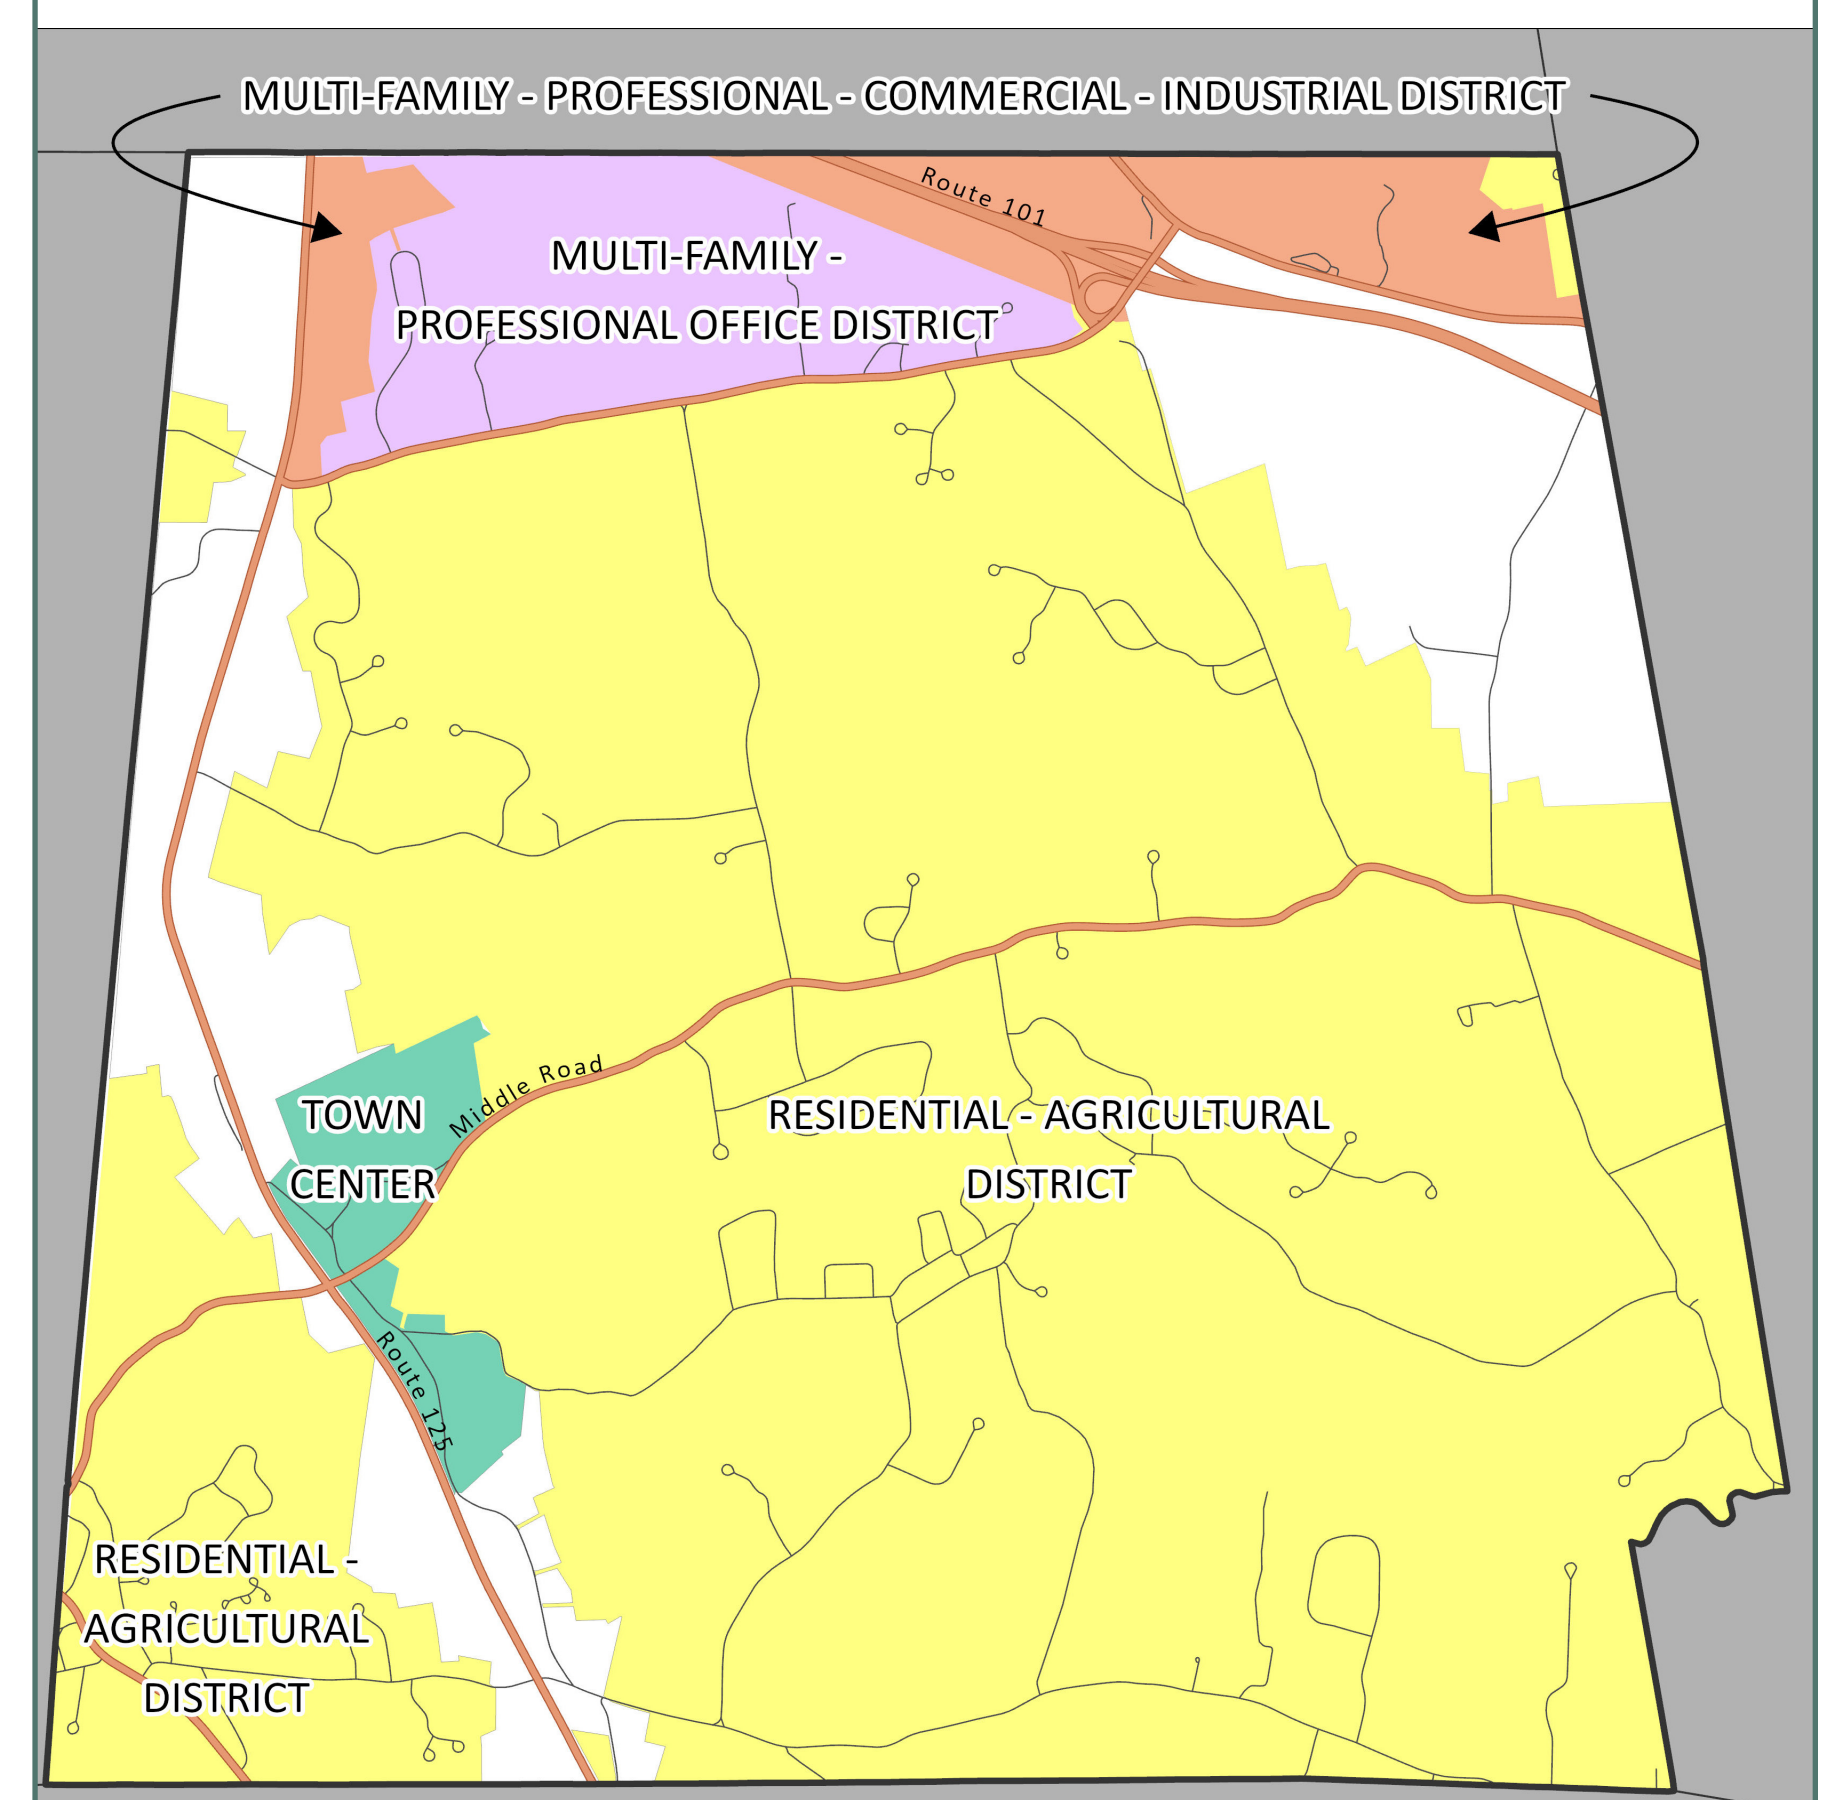 MULTI-FAMILY - PROFESSIONAL - COMMERCIAL - INDUSTRIAL DISTRICT
Route 101
MULTI-FAMILY -
PROFESSIONAL OFFICE DISTRICT
Middle Road
TOWN
CENTER
RESIDENTIAL - AGRICULTURAL
DISTRICT
Route 125
RESIDENTIAL -
AGRICULTURAL
DISTRICT